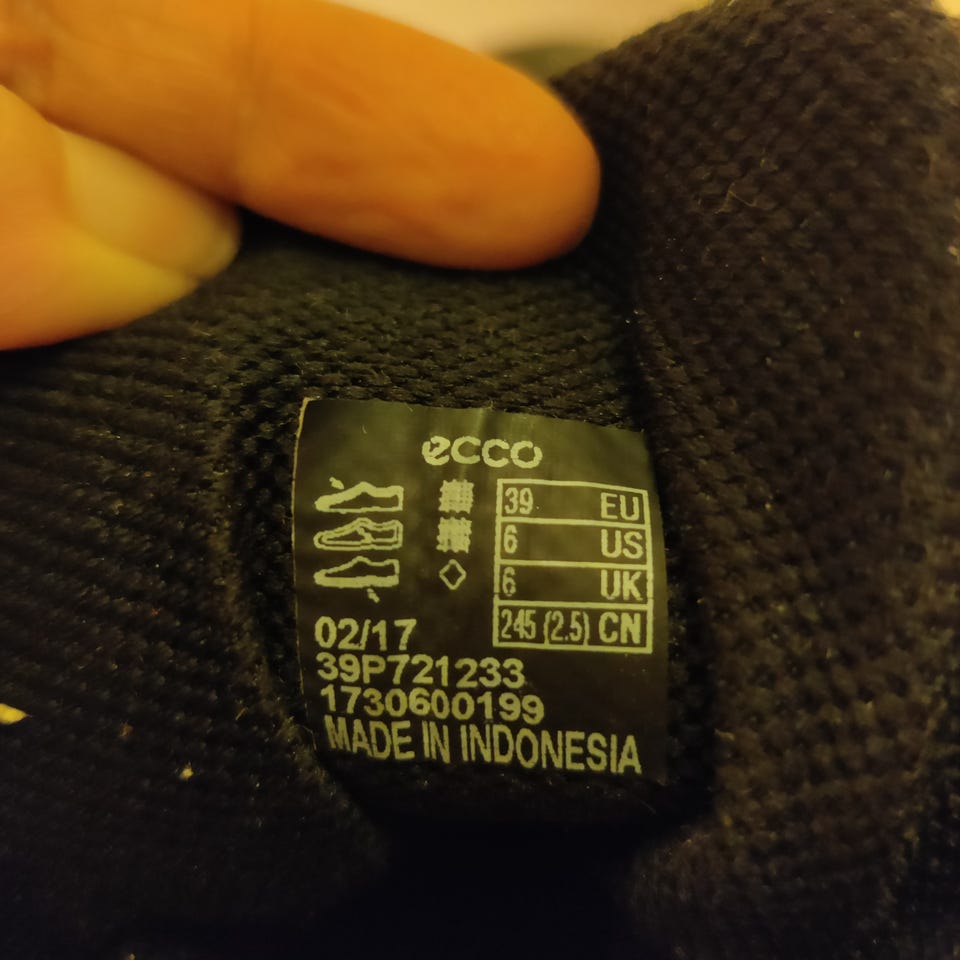 ecco
39 EU
6 US
6 UK
245 (2.5) CN
02/17
39P721233
1730600199
MADE IN INDONESIA